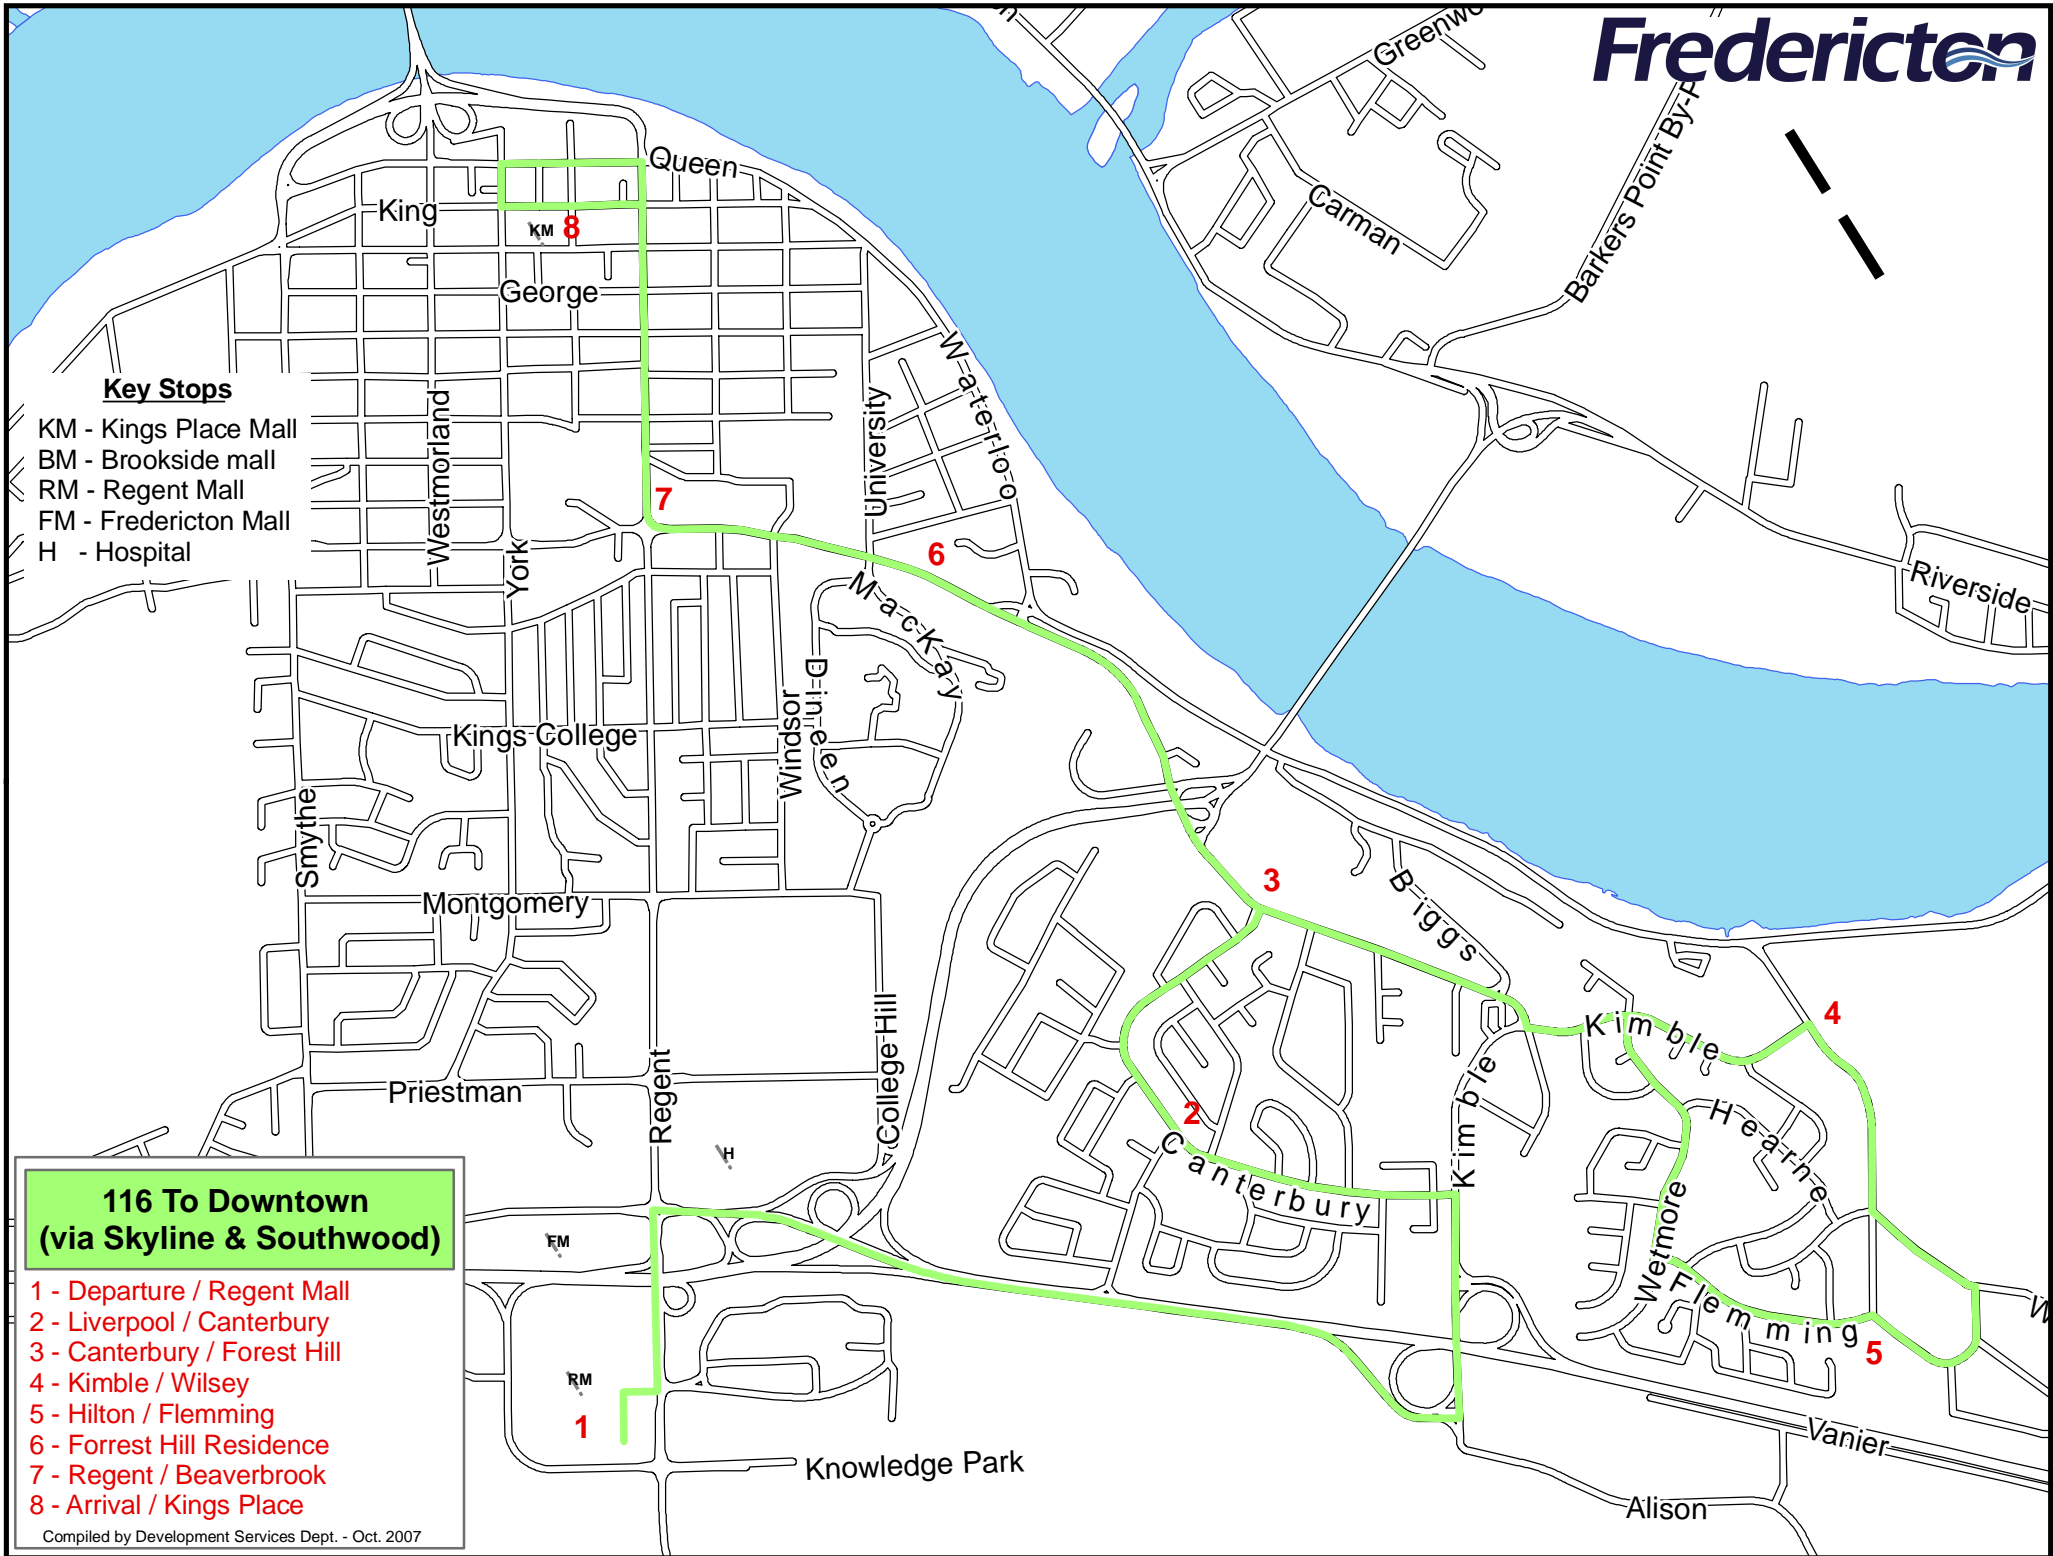 Fredericton
Greenwo
Queen
King
KM
8
Carman
Barkers Point By-P
George
Waterloo
Key Stops
KM - Kings Place Mall
BM - Brookside mall
RM - Regent Mall
FM - Fredericton Mall
H - Hospital
Westmorland
University
7
York
6
Riverside
MacKay
Windsor
Dineen
Kings College
Smythe
Montgomery
3
Biggs
College Hill
Kimble
4
Priestman
Regent
Kimble
Hearne
2
Canterbury
H
Wetmore
FM
Flemming
W
5
RM
1
Vanier
Knowledge Park
Alison
116 To Downtown
(via Skyline & Southwood)
1 - Departure / Regent Mall
2 - Liverpool / Canterbury
3 - Canterbury / Forest Hill
4 - Kimble / Wilsey
5 - Hilton / Flemming
6 - Forrest Hill Residence
7 - Regent / Beaverbrook
8 - Arrival / Kings Place
Compiled by Development Services Dept. - Oct. 2007